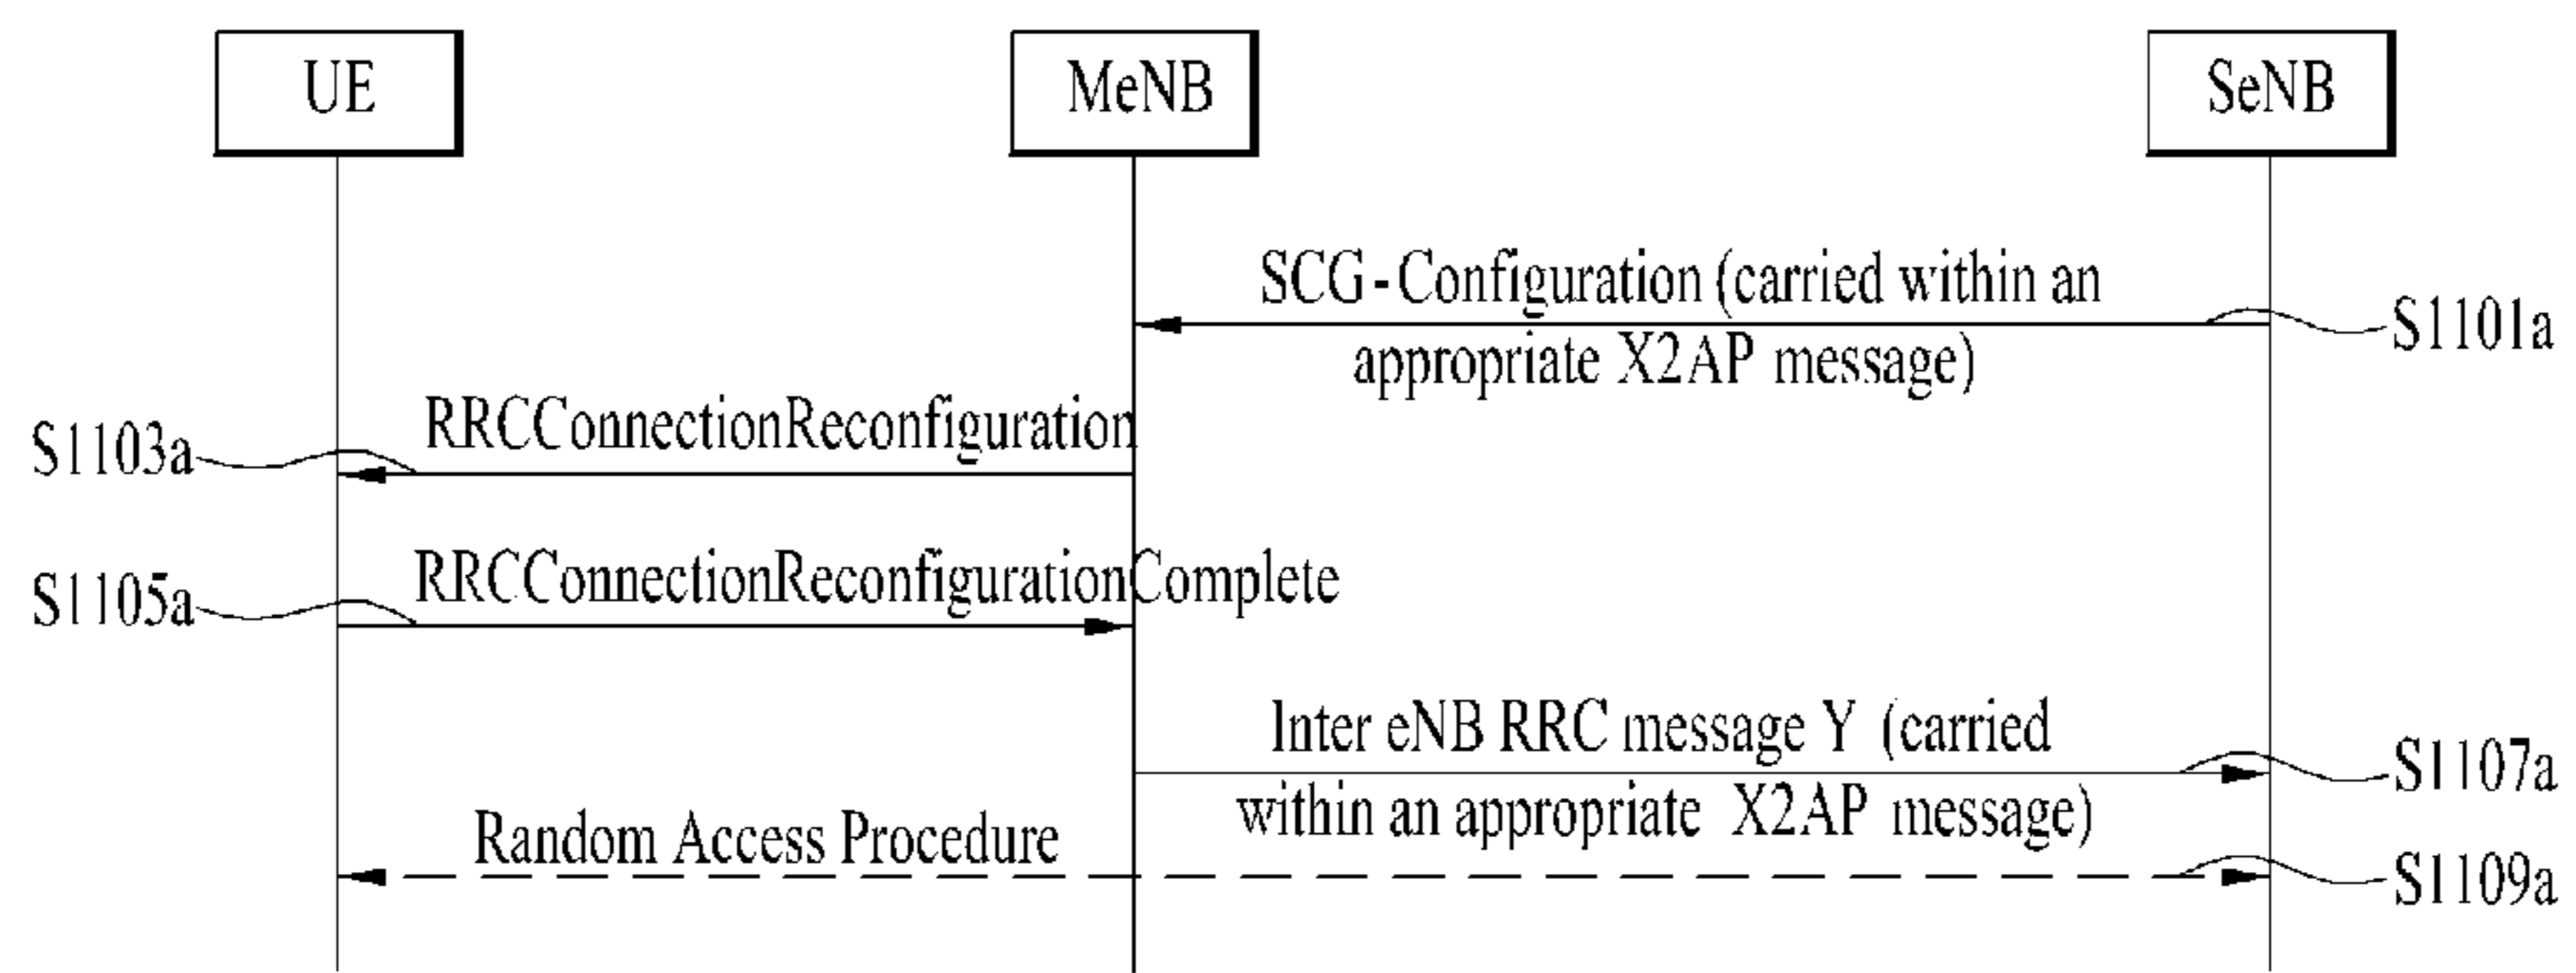 UE
MeNB
SeNB
SCG-Configuration (carried within an
appropriate X2AP message)
S1101a
RRCConnectionReconfiguration
S1103a
RRCConnectionReconfigurationComplete
S1105a
Inter eNB RRC message Y (carried
within an appropriate X2AP message)
S1107a
Random Access Procedure
S1109a